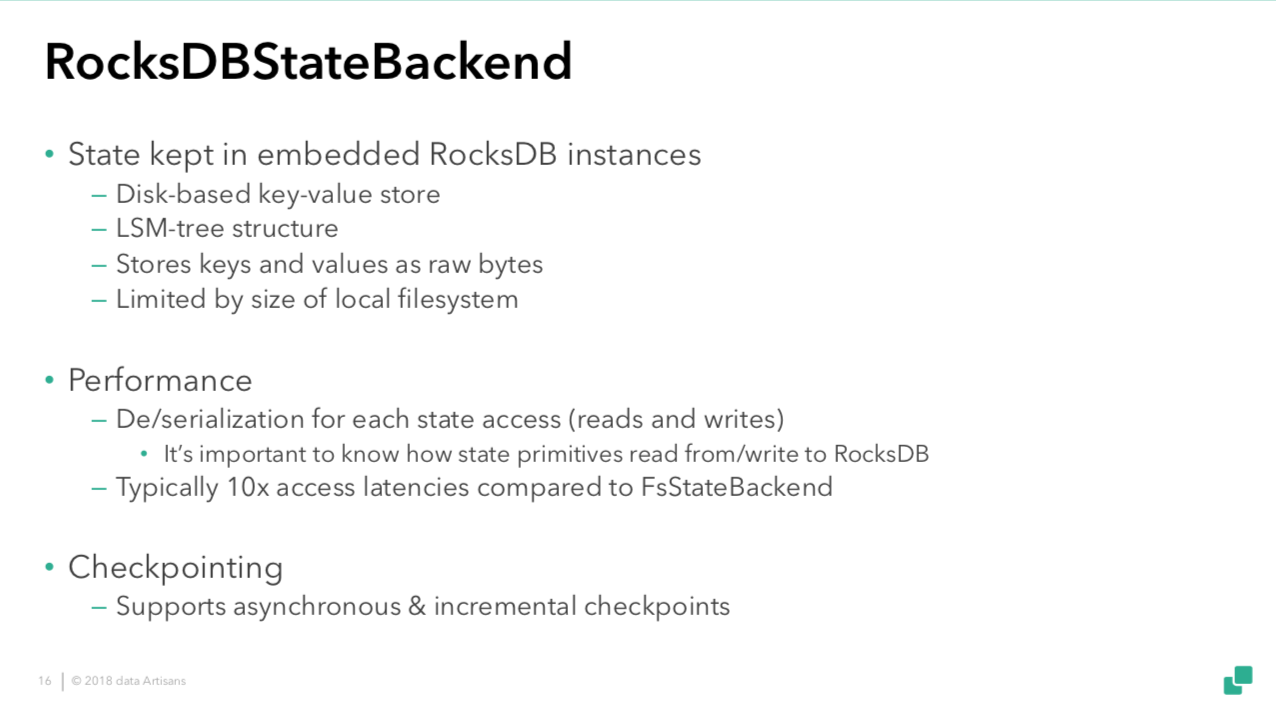 RocksDBStateBackend
• State kept in embedded RocksDB instances
– Disk-based key-value store
– LSM-tree structure
– Stores keys and values as raw bytes
– Limited by size of local filesystem
• Performance
– De/serialization for each state access (reads and writes)
• It’s important to know how state primitives read from/write to RocksDB
– Typically 10x access latencies compared to FsStateBackend
• Checkpointing
– Supports asynchronous & incremental checkpoints
16 | © 2018 data Artisans